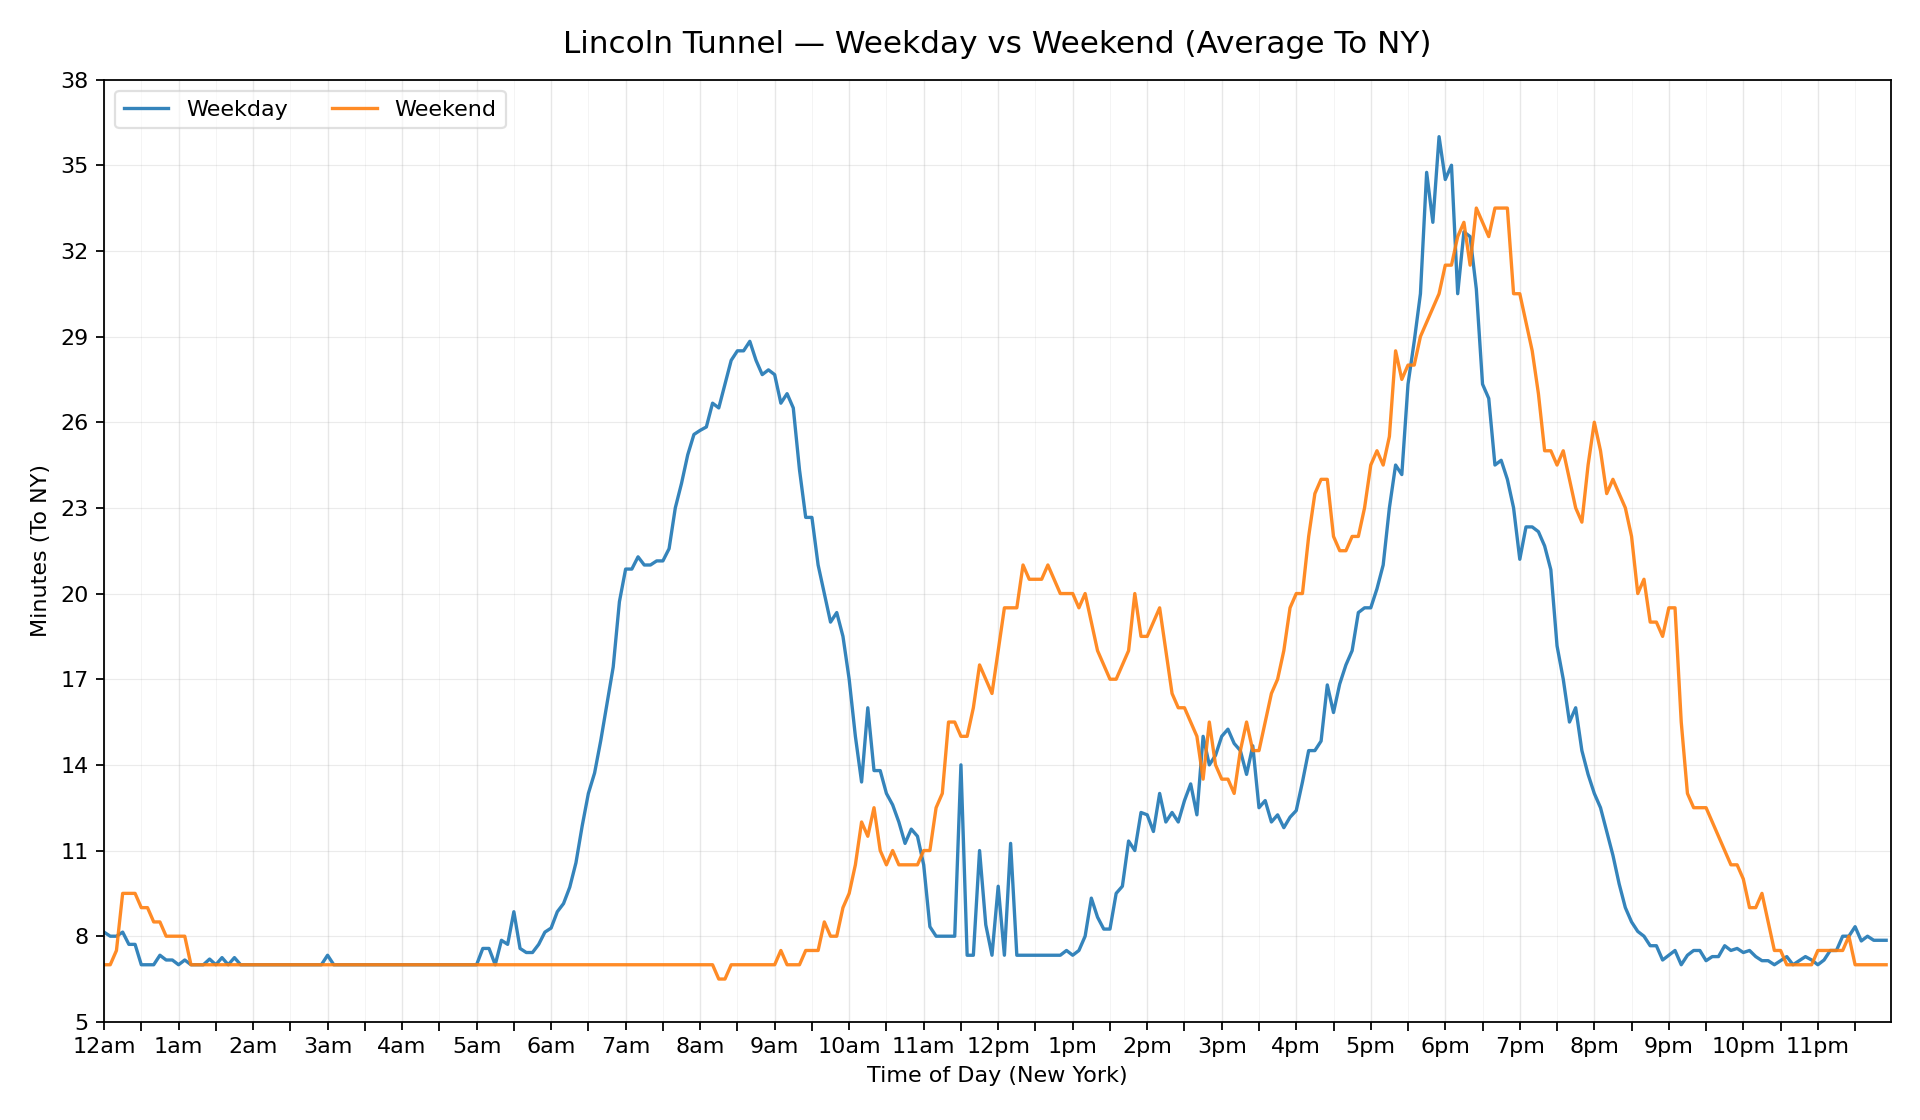 Lincoln Tunnel — Weekday vs Weekend (Average To NY)
Weekday Weekend
38
35
32
29
26
23
20
17
14
11
8
5
Minutes (To NY)
12am 1am 2am 3am 4am 5am 6am 7am 8am 9am 10am 11am 12pm 1pm 2pm 3pm 4pm 5pm 6pm 7pm 8pm 9pm 10pm 11pm
Time of Day (New York)